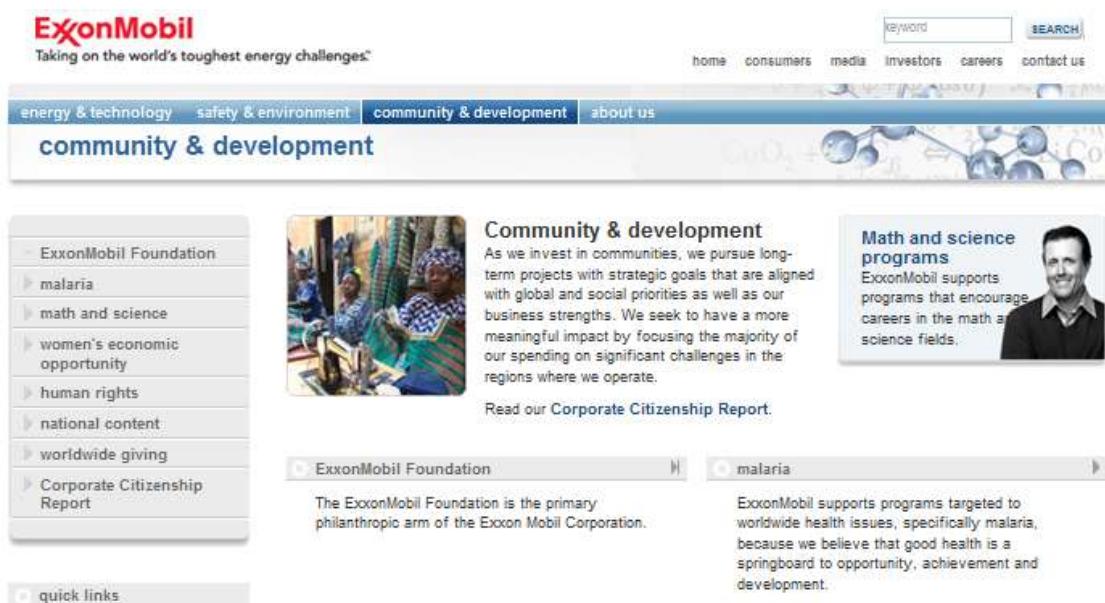 ExxonMobil
Taking on the world's toughest energy challenges.™
keyword
SEARCH
home consumers media investors careers contact us
energy & technology safety & environment community & development about us
community & development
ExxonMobil Foundation
malaria
math and science
women's economic
opportunity
human rights
national content
worldwide giving
Corporate Citizenship
Report
quick links
Community & development
As we invest in communities, we pursue long-
term projects with strategic goals that are aligned
with global and social priorities as well as our
business strengths. We seek to have a more
meaningful impact by focusing the majority of
our spending on significant challenges in the
regions where we operate.
Read our Corporate Citizenship Report.
Math and science
programs
ExxonMobil supports
programs that encourage
careers in the math
science fields.
ExxonMobil Foundation
The ExxonMobil Foundation is the primary
philanthropic arm of the Exxon Mobil Corporation.
malaria
ExxonMobil supports programs targeted to
worldwide health issues, specifically malaria,
because we believe that good health is a
springboard to opportunity, achievement and
development.